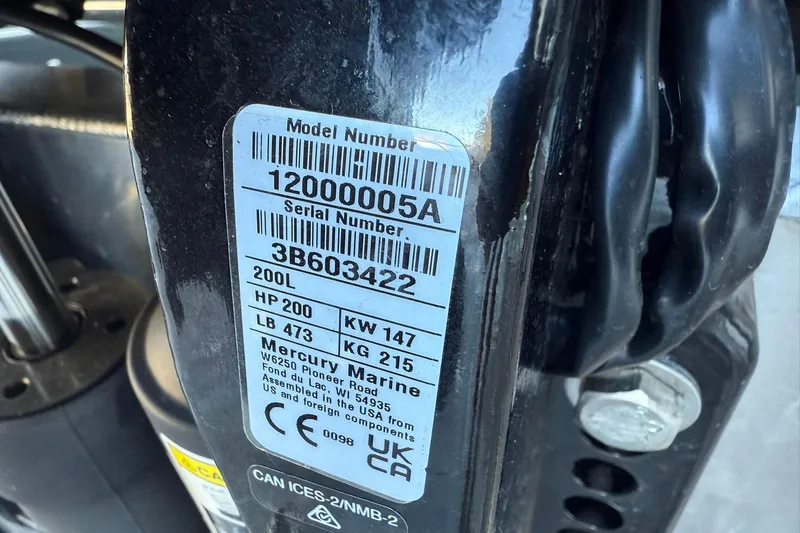 Model Number
12000005A
Serial Number
3B603422
200L
HP 200 KW 147
LB 473 KG 215
Mercury Marine
W6250 Pioneer Road
Fond du Lac, WI 54935
Assembled in the USA from
US and foreign components
CE 0098 UK
CA
CAN ICES-2/NMB-2